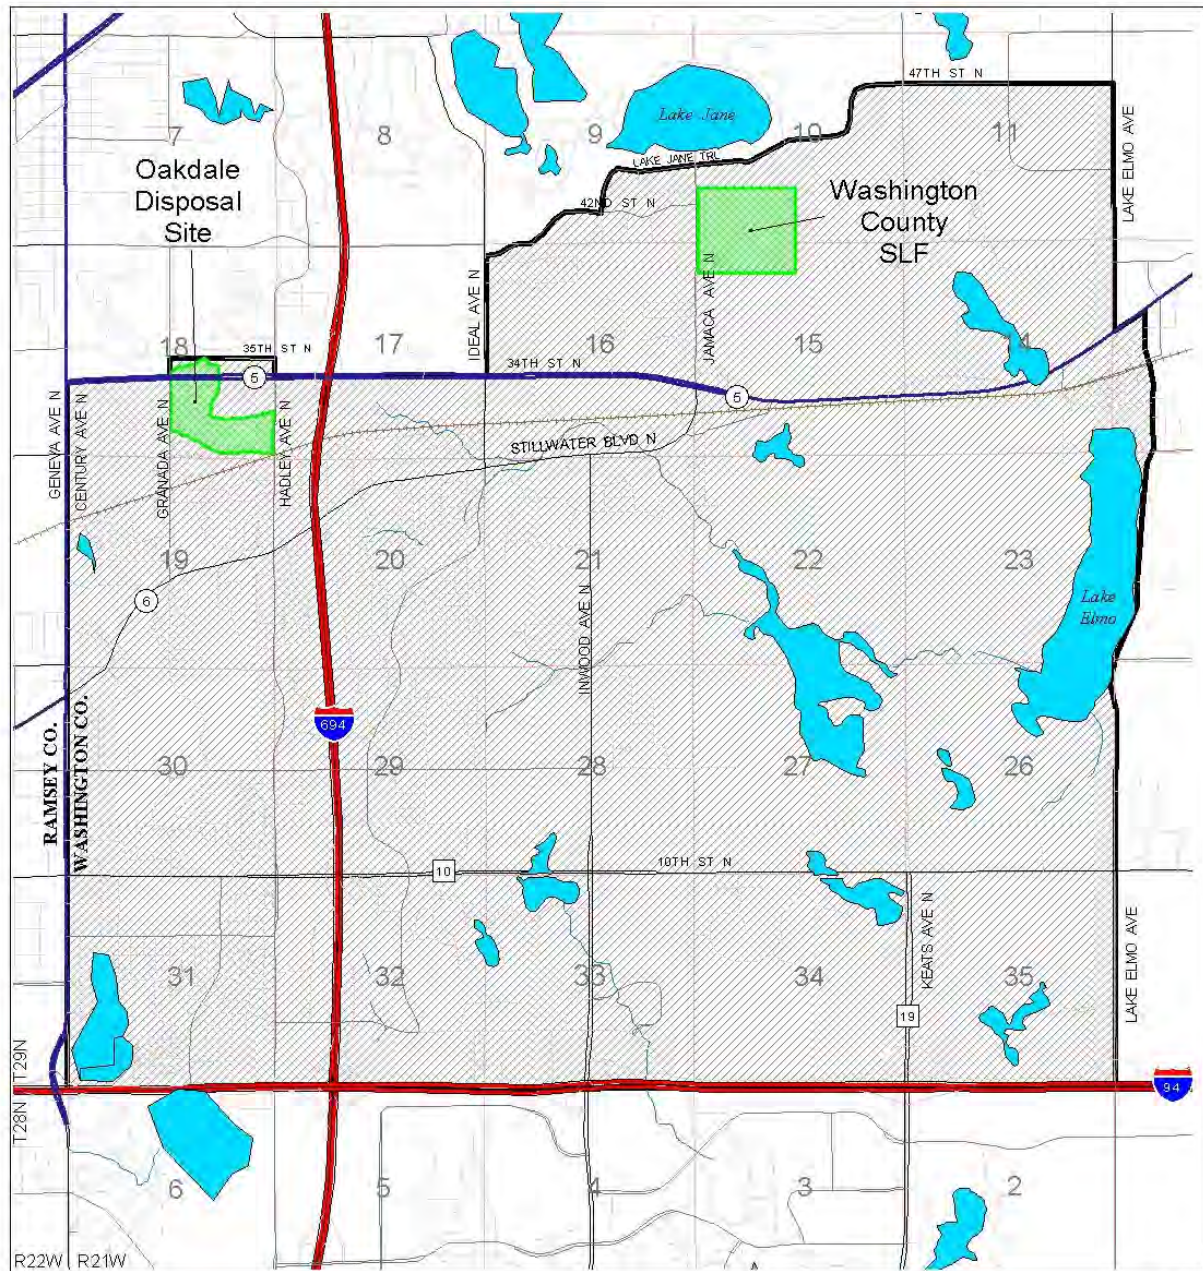 47TH ST N
Lake Jane
7
8
9
10
11
LAKE ELMO AVE
Oakdale
Disposal
Site
LAKE JANE TRL
Washington
County
SLF
42ND ST N
IDEAL AVE N
JAMACA AVE N
18
35TH ST N
17
16
15
14
34TH ST N
5
5
GENEVA AVE N
CENTURY AVE N
GRANADA AVE N
HADLEY AVE N
STILLWATER BLVD N
19
20
21
22
23
6
Lake
Elmo
INWOOD AVE N
694
RAMSEY CO.
WASHINGTON CO.
30
29
28
27
26
10
10TH ST N
KEATS AVE N
LAKE ELMO AVE
31
32
33
34
35
19
T29N
T28N
94
6
5
4
3
2
R22W
R21W